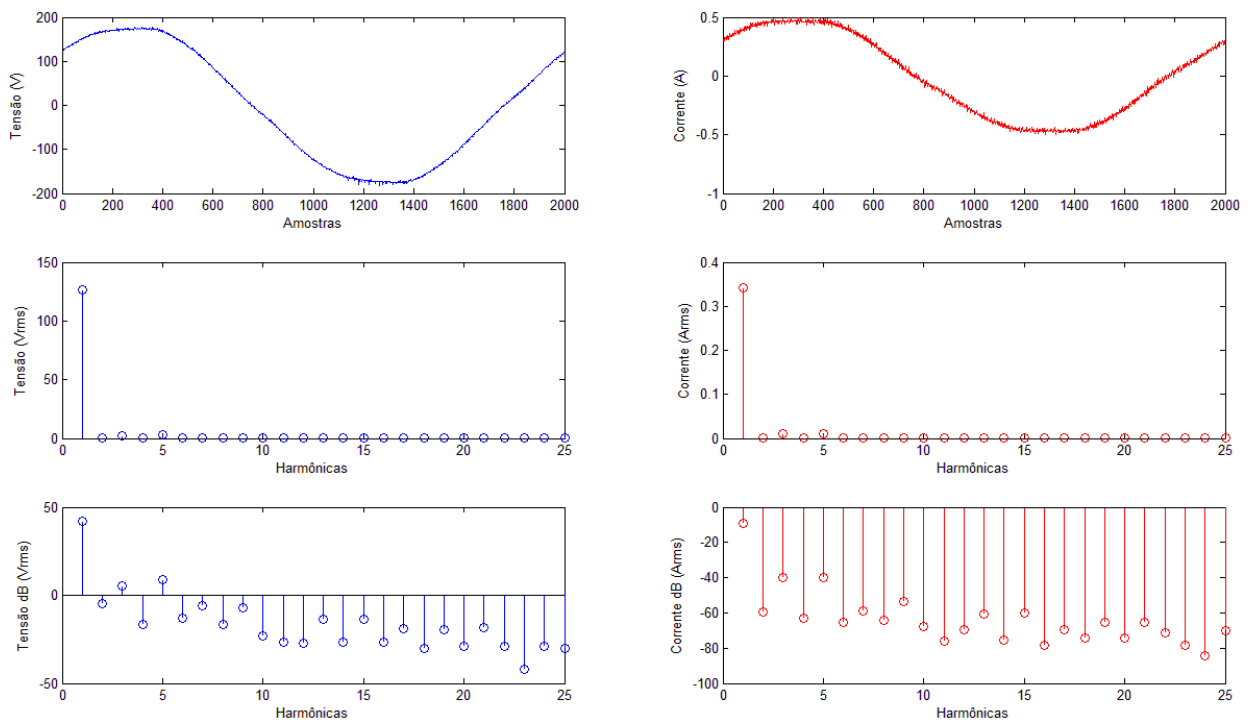 200
100
0
-100
-200
Tensão (V)
0 200 400 600 800 1000 1200 1400 1600 1800 2000
Amostras
0.5
0
-0.5
-1
Corrente (A)
0 200 400 600 800 1000 1200 1400 1600 1800 2000
Amostras
150
100
50
0
Tensão (Vrms)
0 5 10 15 20 25
Harmônicas
0.4
0.3
0.2
0.1
0
Corrente (Arms)
0 5 10 15 20 25
Harmônicas
50
0
-50
Tensão dB (Vrms)
0 5 10 15 20 25
Harmônicas
0
-20
-40
-60
-80
-100
Corrente dB (Arms)
0 5 10 15 20 25
Harmônicas